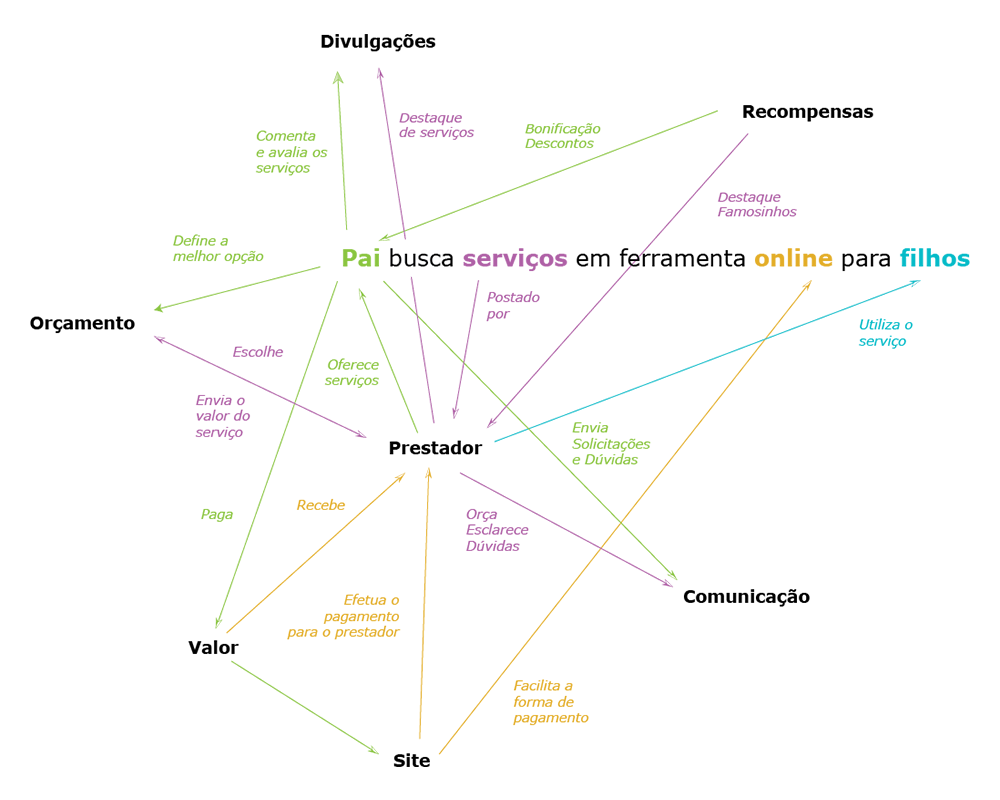 Divulgações
Recompensas
Destaque
de serviços
Bonificação
Descontos
Comenta
e avalia os
serviços
Destaque
Famosinhos
Define a
melhor opção
Pai busca serviços em ferramenta online para filhos
Postado
por
Orçamento
Utiliza o
serviço
Escolhe
Oferece
serviços
Envia o
valor do
serviço
Envia
Solicitações
e Dúvidas
Prestador
Paga
Recebe
Orça
Esclarece
Dúvidas
Comunicação
Efetua o
pagamento
para o prestador
Valor
Facilita a
forma de
pagamento
Site